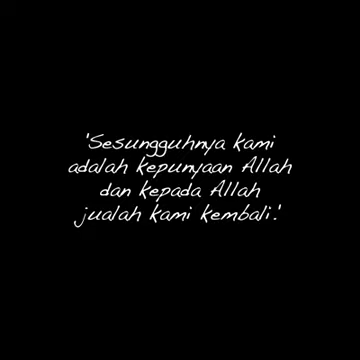 'Sesungguhnya kami
adalah kepunyaan Allah
dan kepada Allah
jualah kami kembali.'